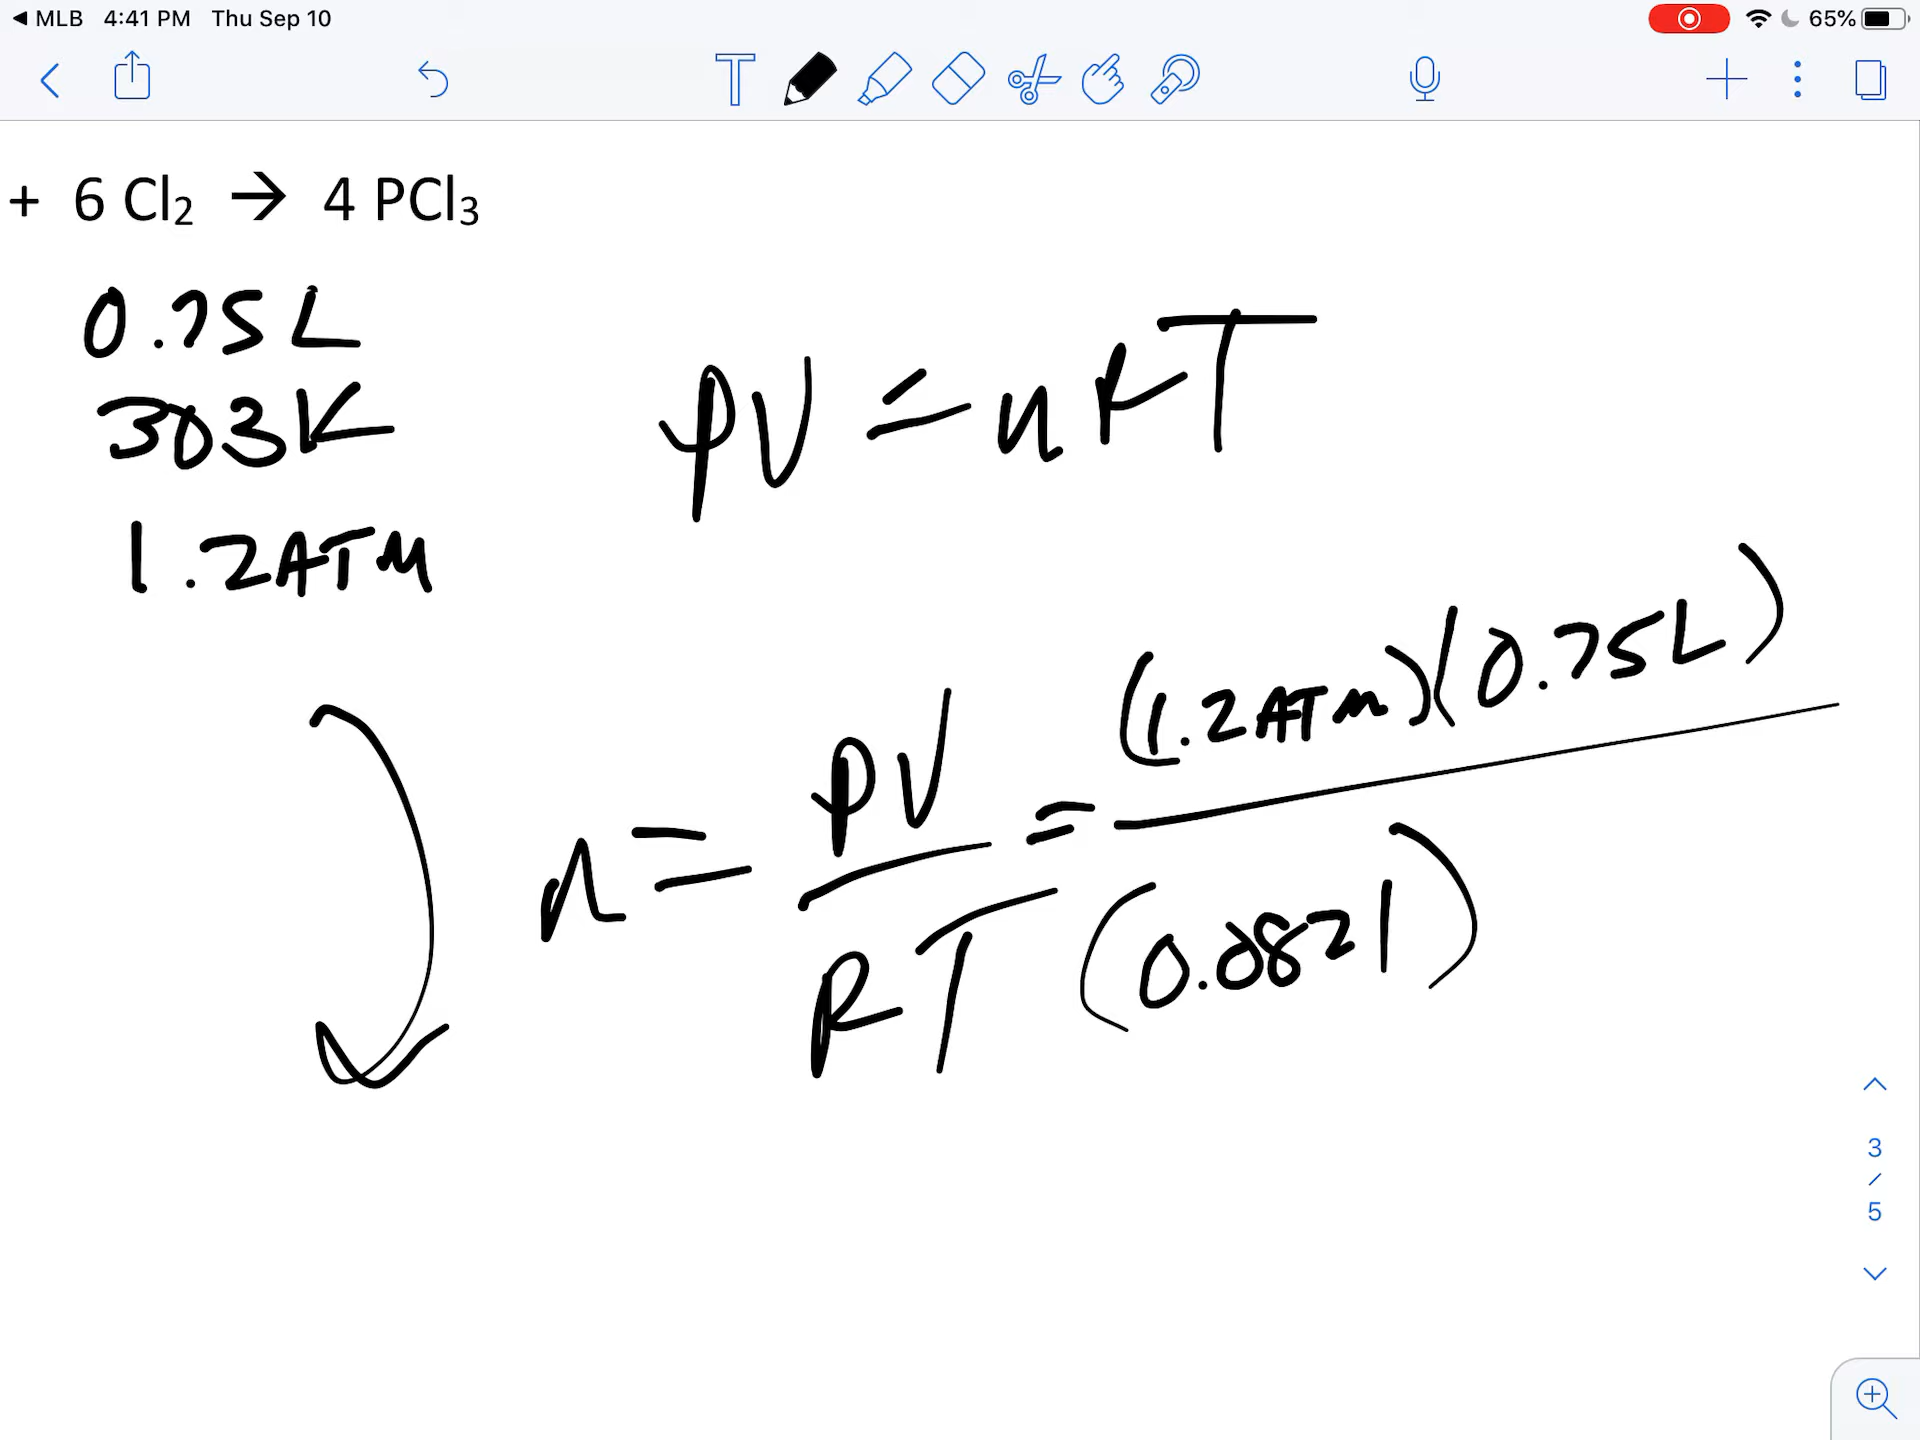 MLB 4:41 PM Thu Sep 10 65%
+ 6 Cl₂ → 4 PCl₃
0.75L
303K
1.2ATM
PV = nRT
n = PV/RT = (1.2ATM)(0.75L)/(0.0821)
3
/
5